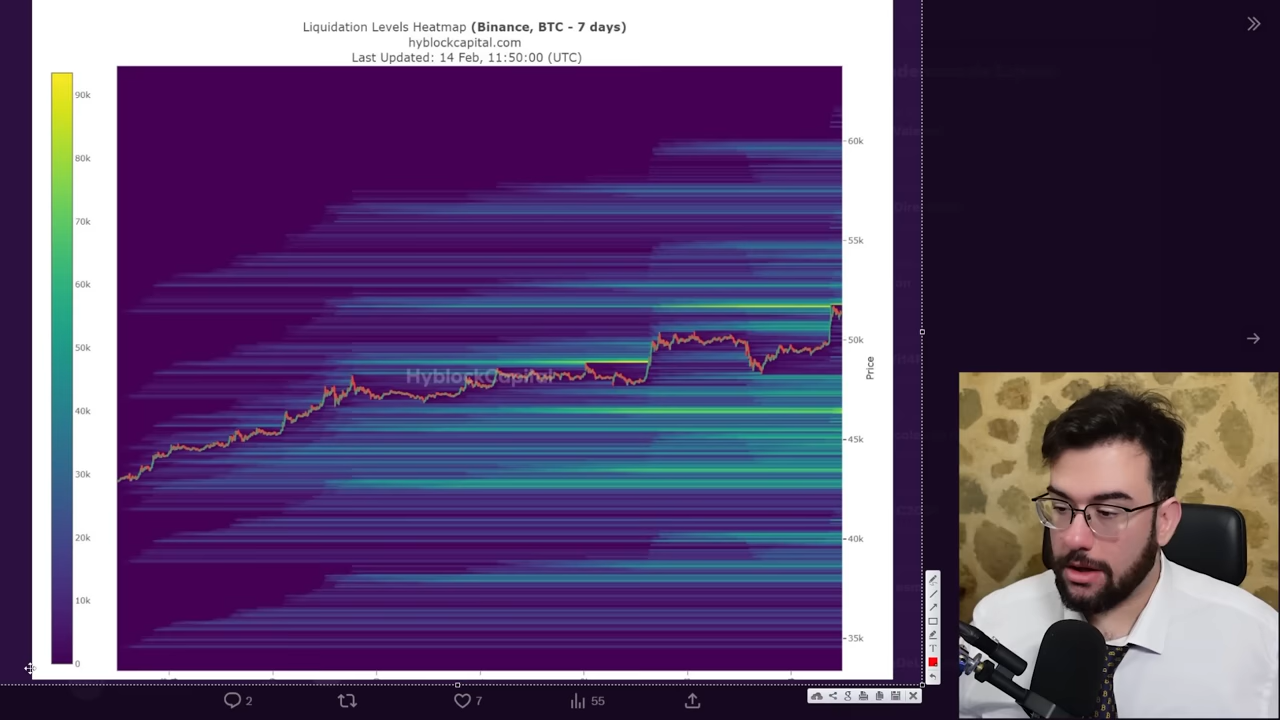 Liquidation Levels Heatmap (Binance, BTC - 7 days)
hyblockcapital.com
Last Updated: 14 Feb, 11:50:00 (UTC)
90k
80k
70k
60k
50k
40k
30k
20k
10k
0
HyblockCapital
60k
55k
50k
45k
40k
35k
Price
T
2
7
55